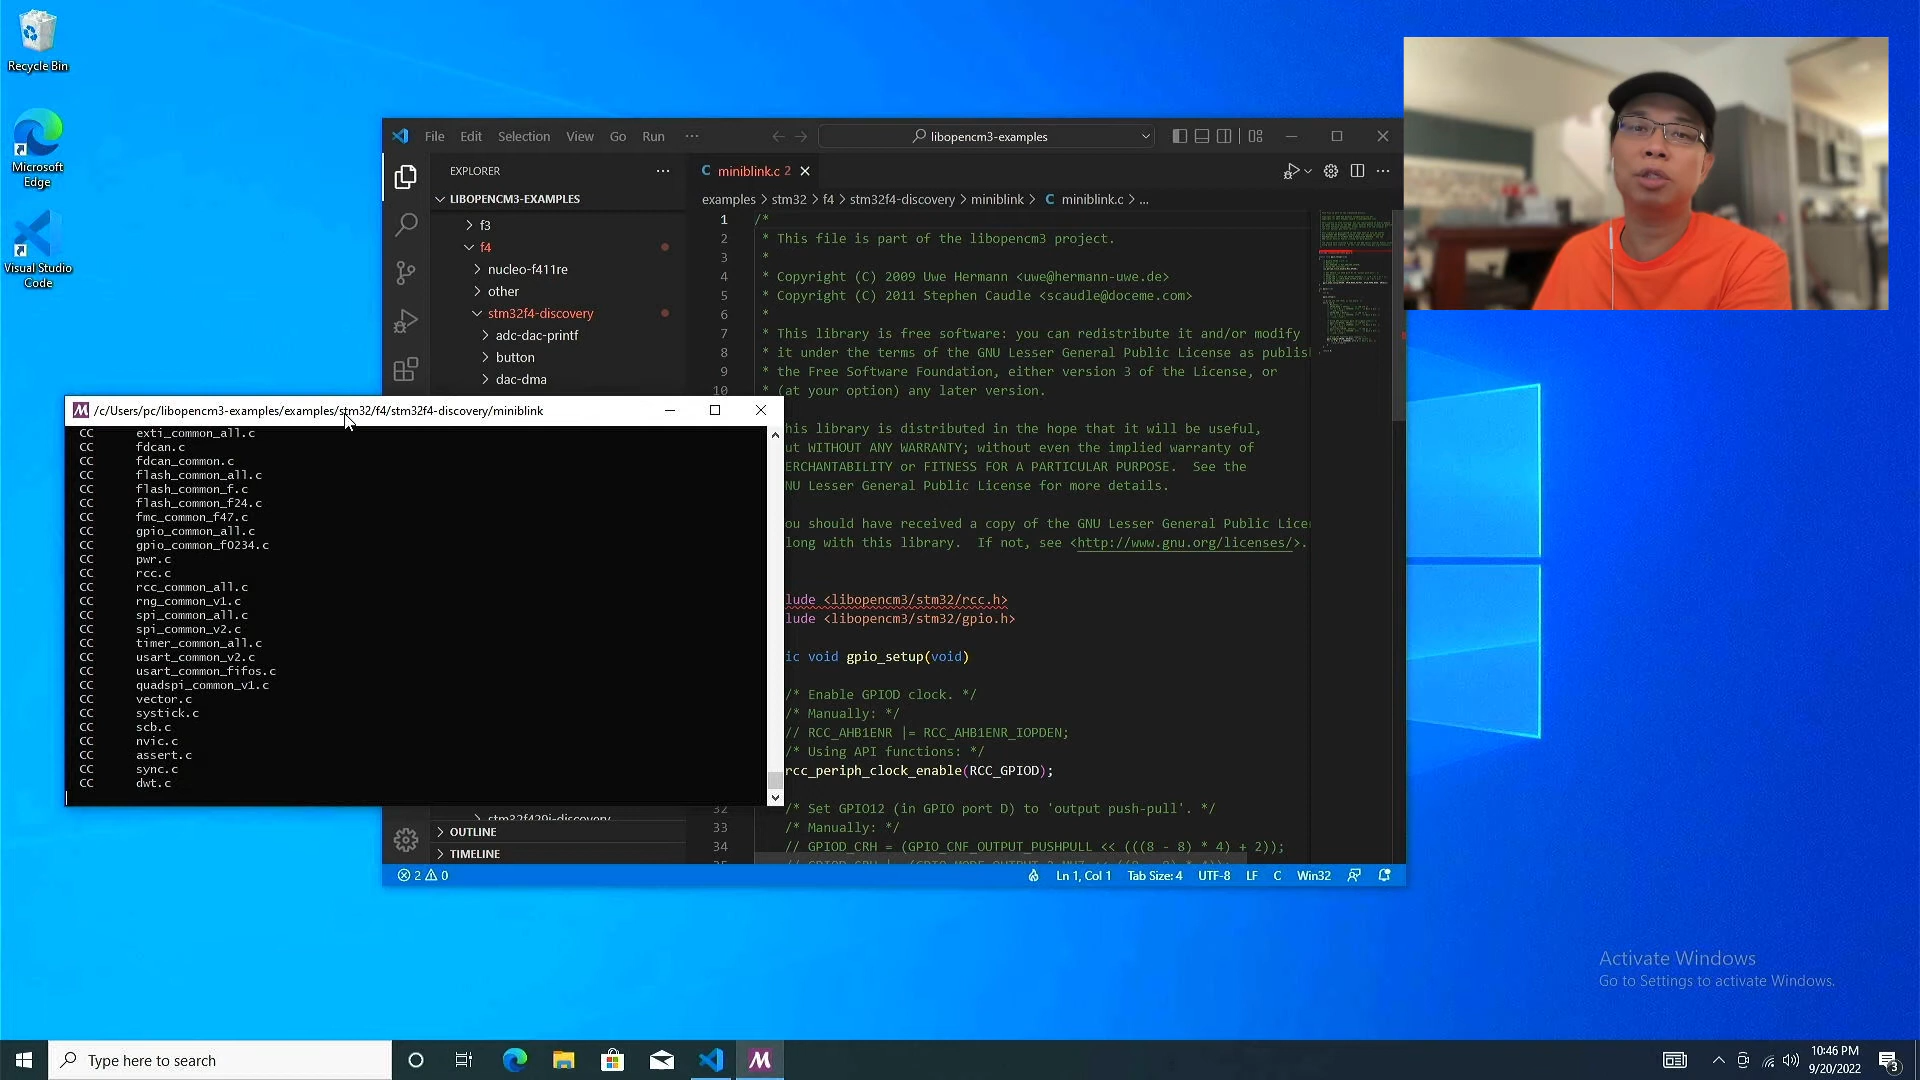 Recycle Bin
Microsoft
Edge
Visual Studio
Code
File Edit Selection View Go Run ···
libopencm3-examples
EXPLORER
LIBOPENCM3-EXAMPLES
f3
f4
nucleo-f411re
other
stm32f4-discovery
adc-dac-printf
button
dac-dma
OUTLINE
TIMELINE
miniblink.c 2
examples > stm32 > f4 > stm32f4-discovery > miniblink > C miniblink.c > ...
1 /*
2 * This file is part of the libopencm3 project.
3 *
4 * Copyright (C) 2009 Uwe Hermann <uwe@hermann-uwe.de>
5 * Copyright (C) 2011 Stephen Caudle <scaudle@doceme.com>
6 *
7 * This library is free software: you can redistribute it and/or modify
8 * it under the terms of the GNU Lesser General Public License as publis
9 * the Free Software Foundation, either version 3 of the License, or
10 * (at your option) any later version.
his library is distributed in the hope that it will be useful,
ut WITHOUT ANY WARRANTY; without even the implied warranty of
ERCHANTABILITY or FITNESS FOR A PARTICULAR PURPOSE. See the
NU Lesser General Public License for more details.
ou should have received a copy of the GNU Lesser General Public Licen
long with this library. If not, see <http://www.gnu.org/licenses/>.
lude <libopencm3/stm32/rcc.h>
lude <libopencm3/stm32/gpio.h>
ic void gpio_setup(void)
/* Enable GPIOD clock. */
/* Manually: */
// RCC_AHB1ENR |= RCC_AHB1ENR_IOPDEN;
/* Using API functions: */
rcc_periph_clock_enable(RCC_GPIOD);
32 /* Set GPIO12 (in GPIO port D) to 'output push-pull'. */
33 /* Manually: */
34 // GPIOD_CRH = (GPIO_CNF_OUTPUT_PUSHPULL << (((8 - 8) * 4) + 2));
2 0
Ln 1, Col 1 Tab Size: 4 UTF-8 LF C Win32
/c/Users/pc/libopencm3-examples/examples/stm32/f4/stm32f4-discovery/miniblink
CC exti_common_all.c
CC fdcan.c
CC fdcan_common.c
CC flash_common_all.c
CC flash_common_f.c
CC flash_common_f24.c
CC fmc_common_f47.c
CC gpio_common_all.c
CC gpio_common_f0234.c
CC pwr.c
CC rcc.c
CC rcc_common_all.c
CC rng_common_v1.c
CC spi_common_all.c
CC spi_common_v2.c
CC timer_common_all.c
CC usart_common_v2.c
CC usart_common_fifos.c
CC quadspi_common_v1.c
CC vector.c
CC systick.c
CC scb.c
CC nvic.c
CC assert.c
CC sync.c
CC dwt.c
Activate Windows
Go to Settings to activate Windows.
Type here to search
10:46 PM
9/20/2022
3